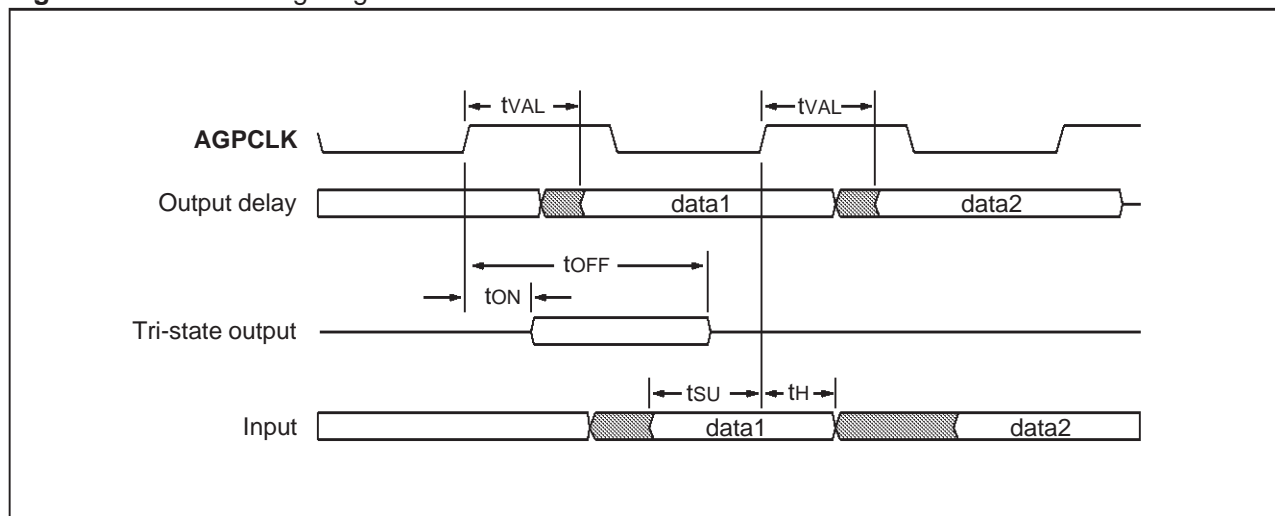 tVAL tVAL
AGPCLK
Output delay data1 data2
tOFF
tON
Tri-state output
tSU tH
Input data1 data2